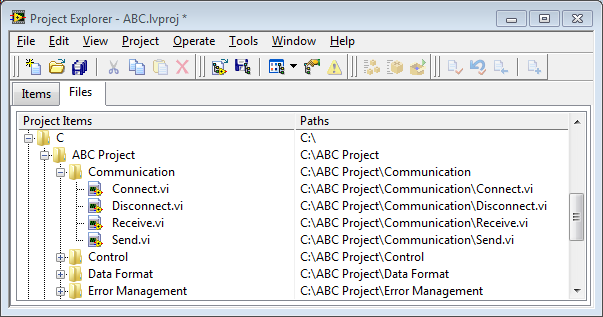 Project Explorer - ABC.lvproj *
File Edit View Project Operate Tools Window Help
Items Files
Project Items Paths
C C:\
ABC Project C:\ABC Project
Communication C:\ABC Project\Communication
Connect.vi C:\ABC Project\Communication\Connect.vi
Disconnect.vi C:\ABC Project\Communication\Disconnect.vi
Receive.vi C:\ABC Project\Communication\Receive.vi
Send.vi C:\ABC Project\Communication\Send.vi
Control C:\ABC Project\Control
Data Format C:\ABC Project\Data Format
Error Management C:\ABC Project\Error Management